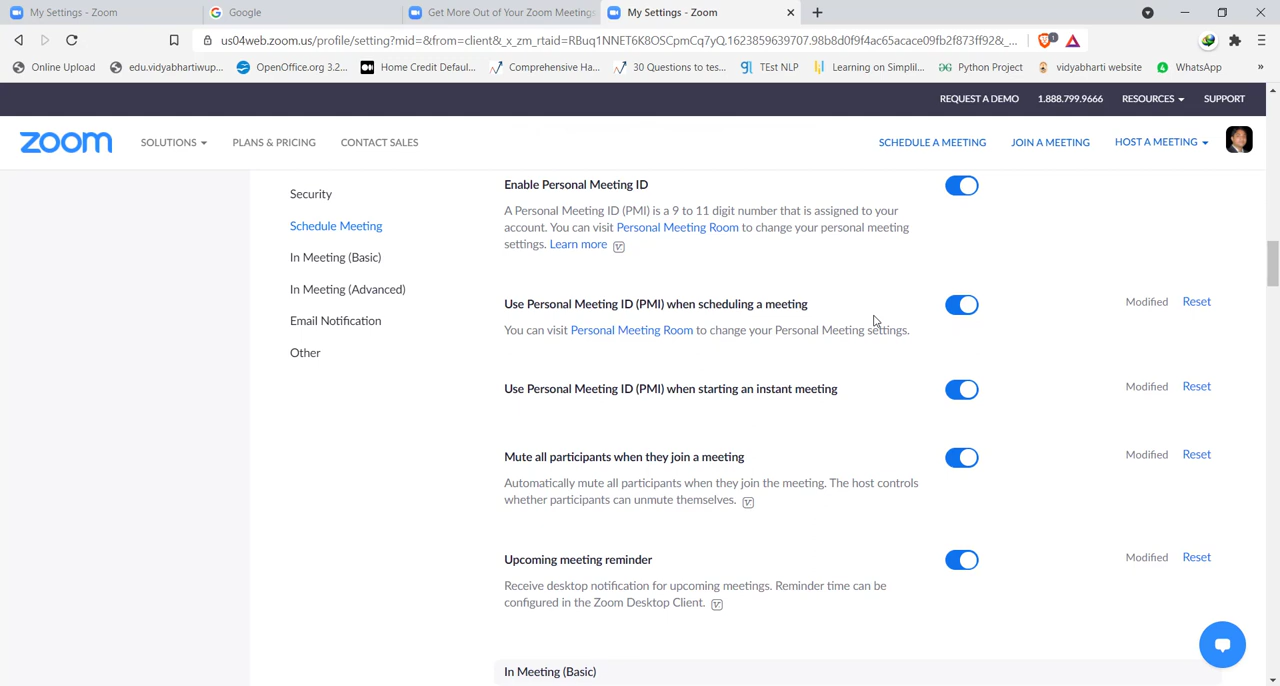 My Settings - Zoom
Google
Get More Out of Your Zoom Meetings
My Settings - Zoom
us04web.zoom.us/profile/setting?mid=&from=client&_x_zm_rtaid=RBuq1NNET6K8OSCpmCq7yQ.1623859639707.98b8d0f9f4ac65acace09fb2f873ff92&_...
1
Online Upload
edu.vidyabhartiwup...
OpenOffice.org 3.2...
Home Credit Defaul...
Comprehensive Ha...
30 Questions to tes...
TEst NLP
Learning on Simplil...
Python Project
vidyabharti website
WhatsApp
»
REQUEST A DEMO
1.888.799.9666
RESOURCES
SUPPORT
zoom
SOLUTIONS
PLANS & PRICING
CONTACT SALES
SCHEDULE A MEETING
JOIN A MEETING
HOST A MEETING
Security
Schedule Meeting
In Meeting (Basic)
In Meeting (Advanced)
Email Notification
Other
Enable Personal Meeting ID
A Personal Meeting ID (PMI) is a 9 to 11 digit number that is assigned to your
account. You can visit Personal Meeting Room to change your personal meeting
settings. Learn more
Use Personal Meeting ID (PMI) when scheduling a meeting
Modified Reset
You can visit Personal Meeting Room to change your Personal Meeting settings.
Use Personal Meeting ID (PMI) when starting an instant meeting
Modified Reset
Mute all participants when they join a meeting
Modified Reset
Automatically mute all participants when they join the meeting. The host controls
whether participants can unmute themselves.
Upcoming meeting reminder
Modified Reset
Receive desktop notification for upcoming meetings. Reminder time can be
configured in the Zoom Desktop Client.
In Meeting (Basic)